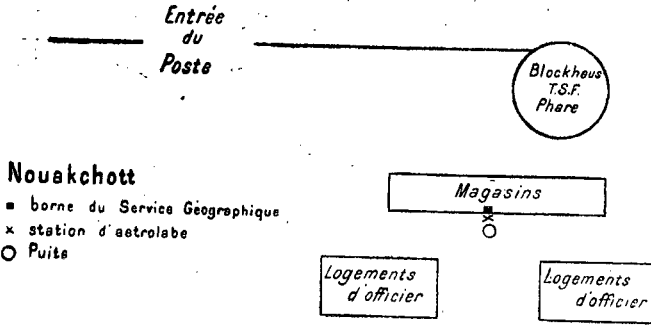 Entrée
du
Poste
Blockhaus
T.S.F.
Phare
Nouakchott
borne du Service Géographique
station d'astrolabe
Puits
Magasins
Logements
d'officier
Logements
d'officier